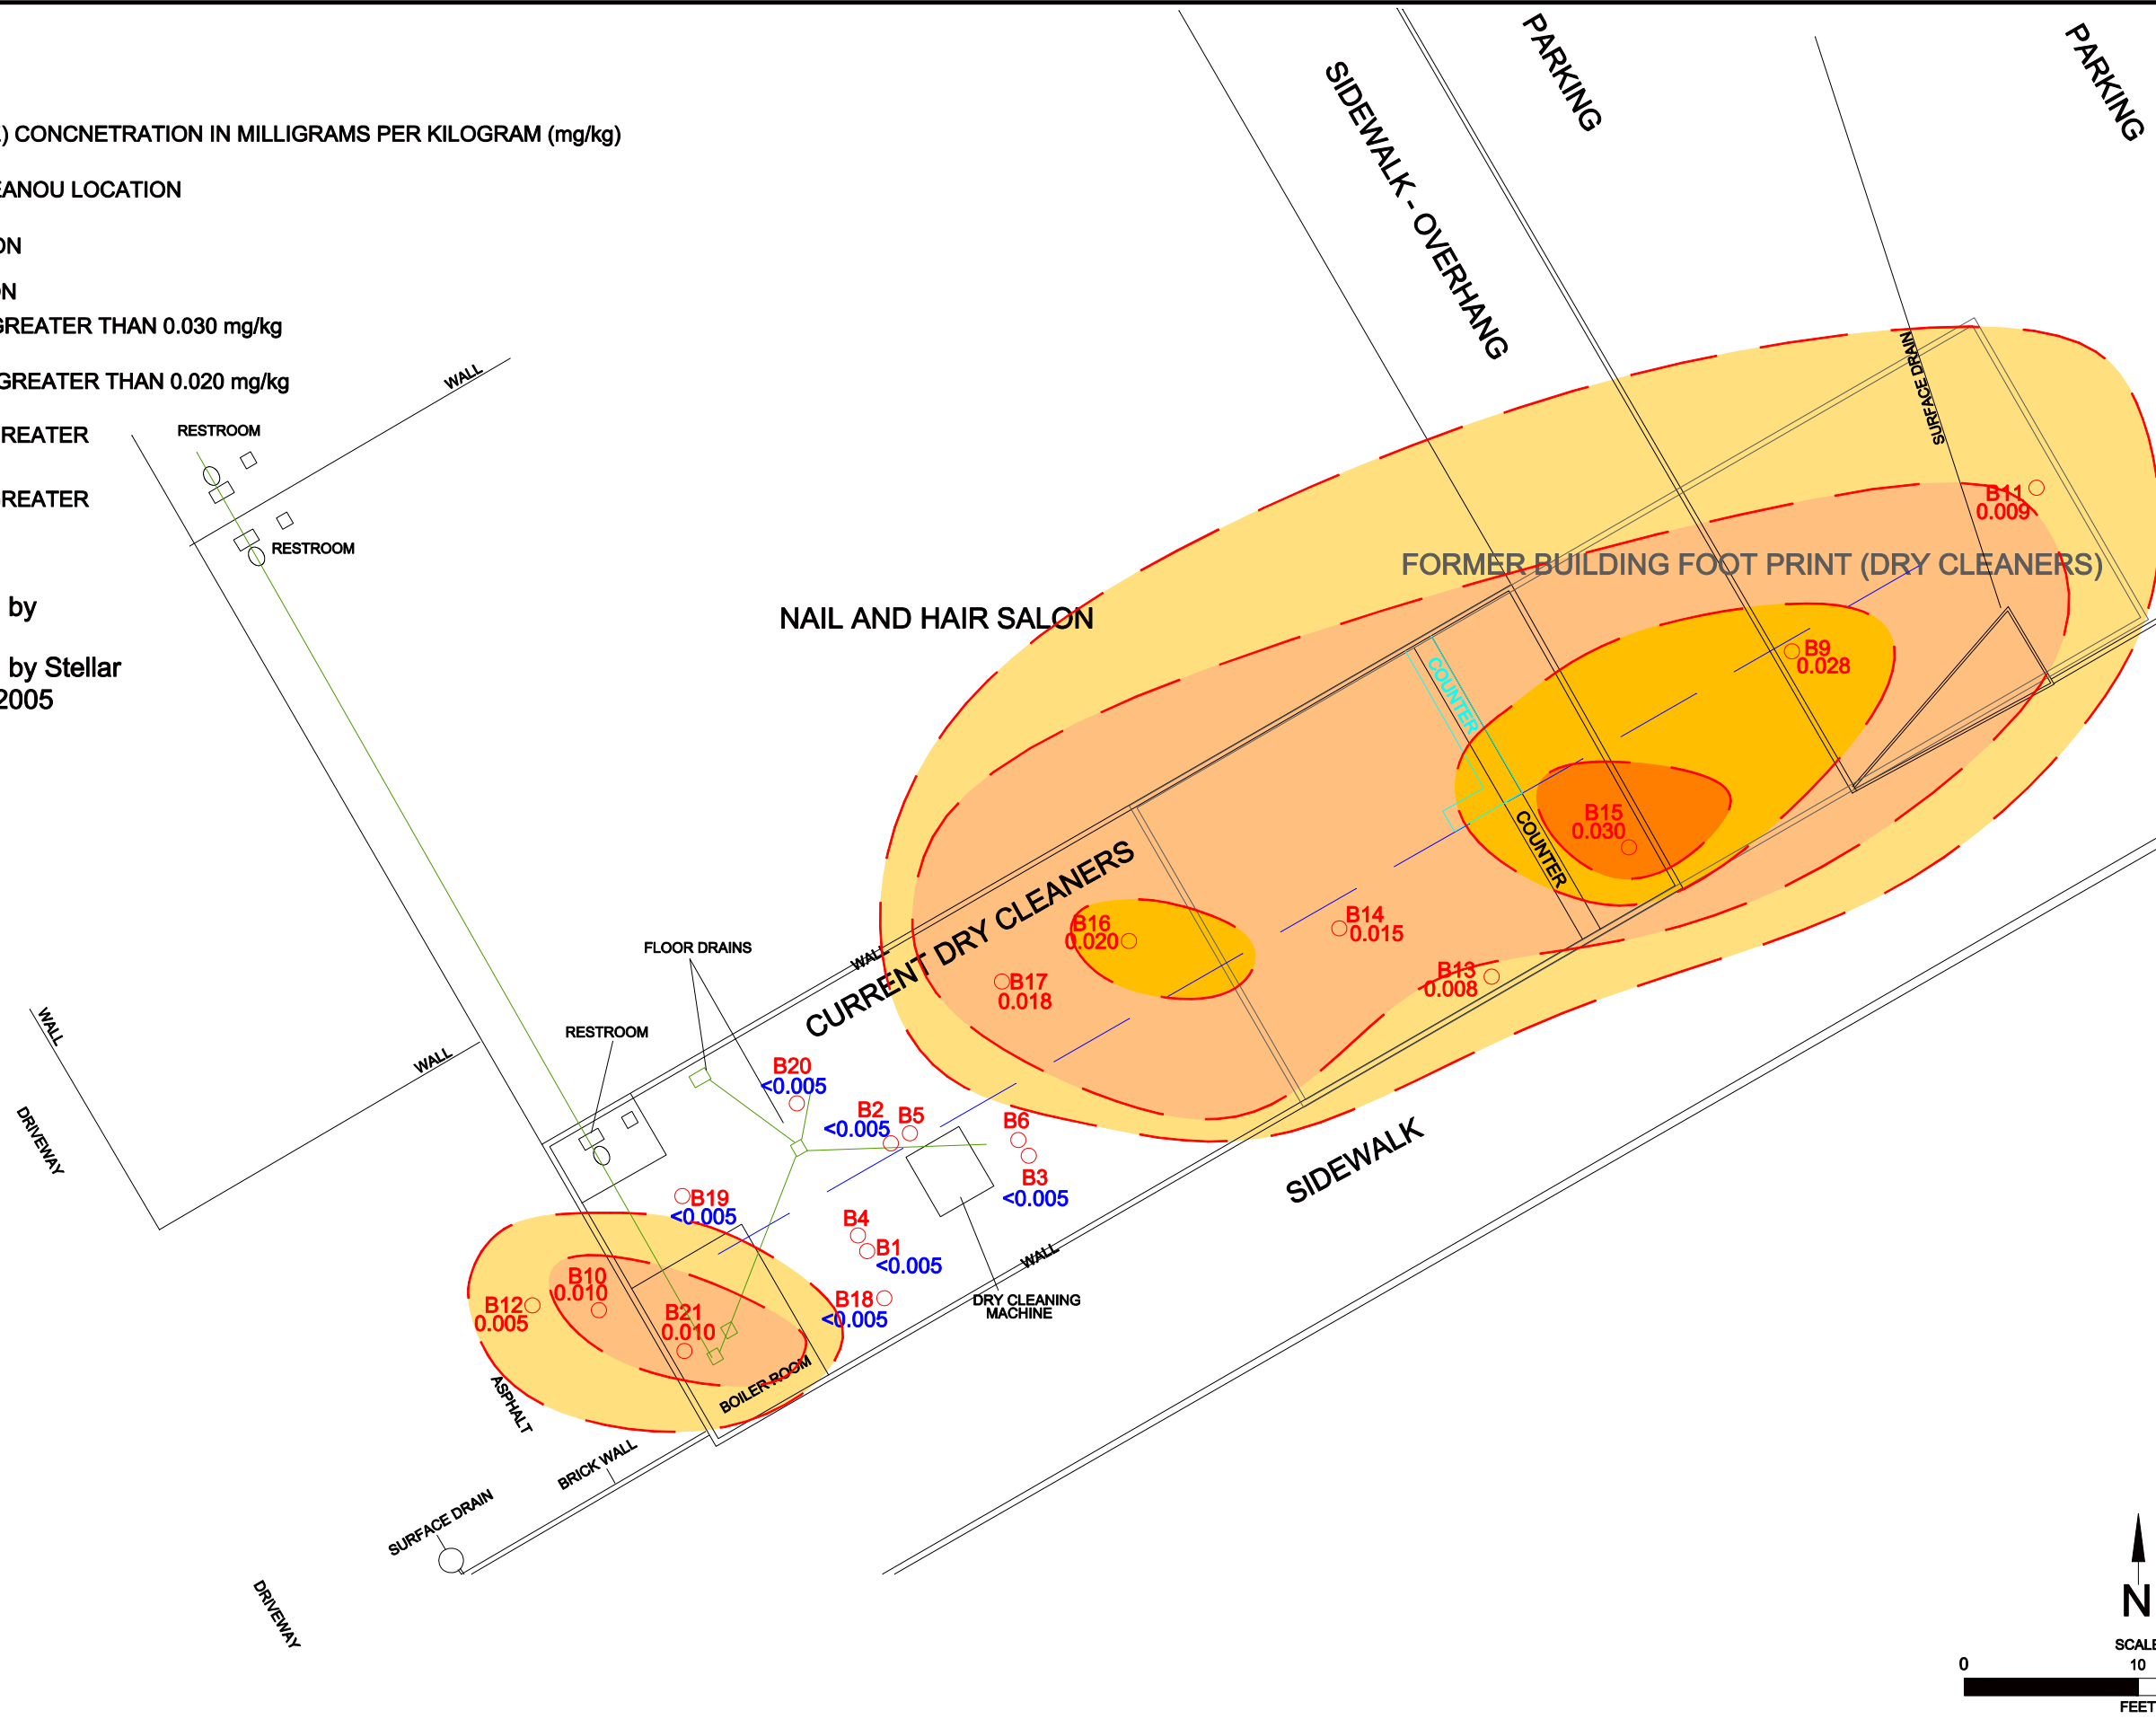 ) CONCNETRATION IN MILLIGRAMS PER KILOGRAM (mg/kg)
EANOU LOCATION
ON
ON
GREATER THAN 0.030 mg/kg
GREATER THAN 0.020 mg/kg
REATER
REATER
by
by Stellar
2005
PARKING
PARKING
SIDEWALK - OVERHANG
SURFACE DRAIN
WALL
RESTROOM
RESTROOM
NAIL AND HAIR SALON
FORMER BUILDING FOOT PRINT (DRY CLEANERS)
B11
0.009
B9
0.028
COUNTER
COUNTER
B15
0.030
B16
0.020
B14
0.015
B17
0.018
B13
0.008
CURRENT DRY CLEANERS
WALL
FLOOR DRAINS
RESTROOM
WALL
WALL
DRIVEWAY
B20
<0.005
B2
<0.005
B5
B6
B3
<0.005
SIDEWALK
B19
<0.005
B4
B1
<0.005
WALL
B18
<0.005
DRY CLEANING
MACHINE
B10
0.010
B12
0.005
B21
0.010
BOILER ROOM
ASPHALT
BRICK WALL
SURFACE DRAIN
DRIVEWAY
N
SCALE
0
10
FEET